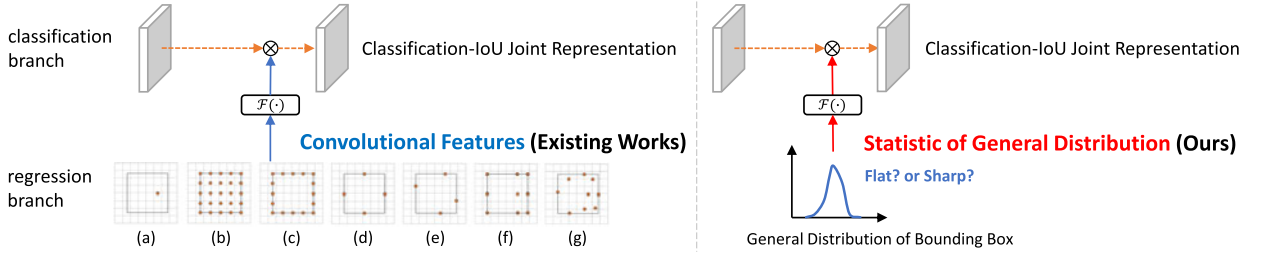 classification
branch
Classification-IoU Joint Representation
F(·)
Convolutional Features (Existing Works)
regression
branch
(a) (b) (c) (d) (e) (f) (g)
Classification-IoU Joint Representation
F(·)
Statistic of General Distribution (Ours)
Flat? or Sharp?
General Distribution of Bounding Box